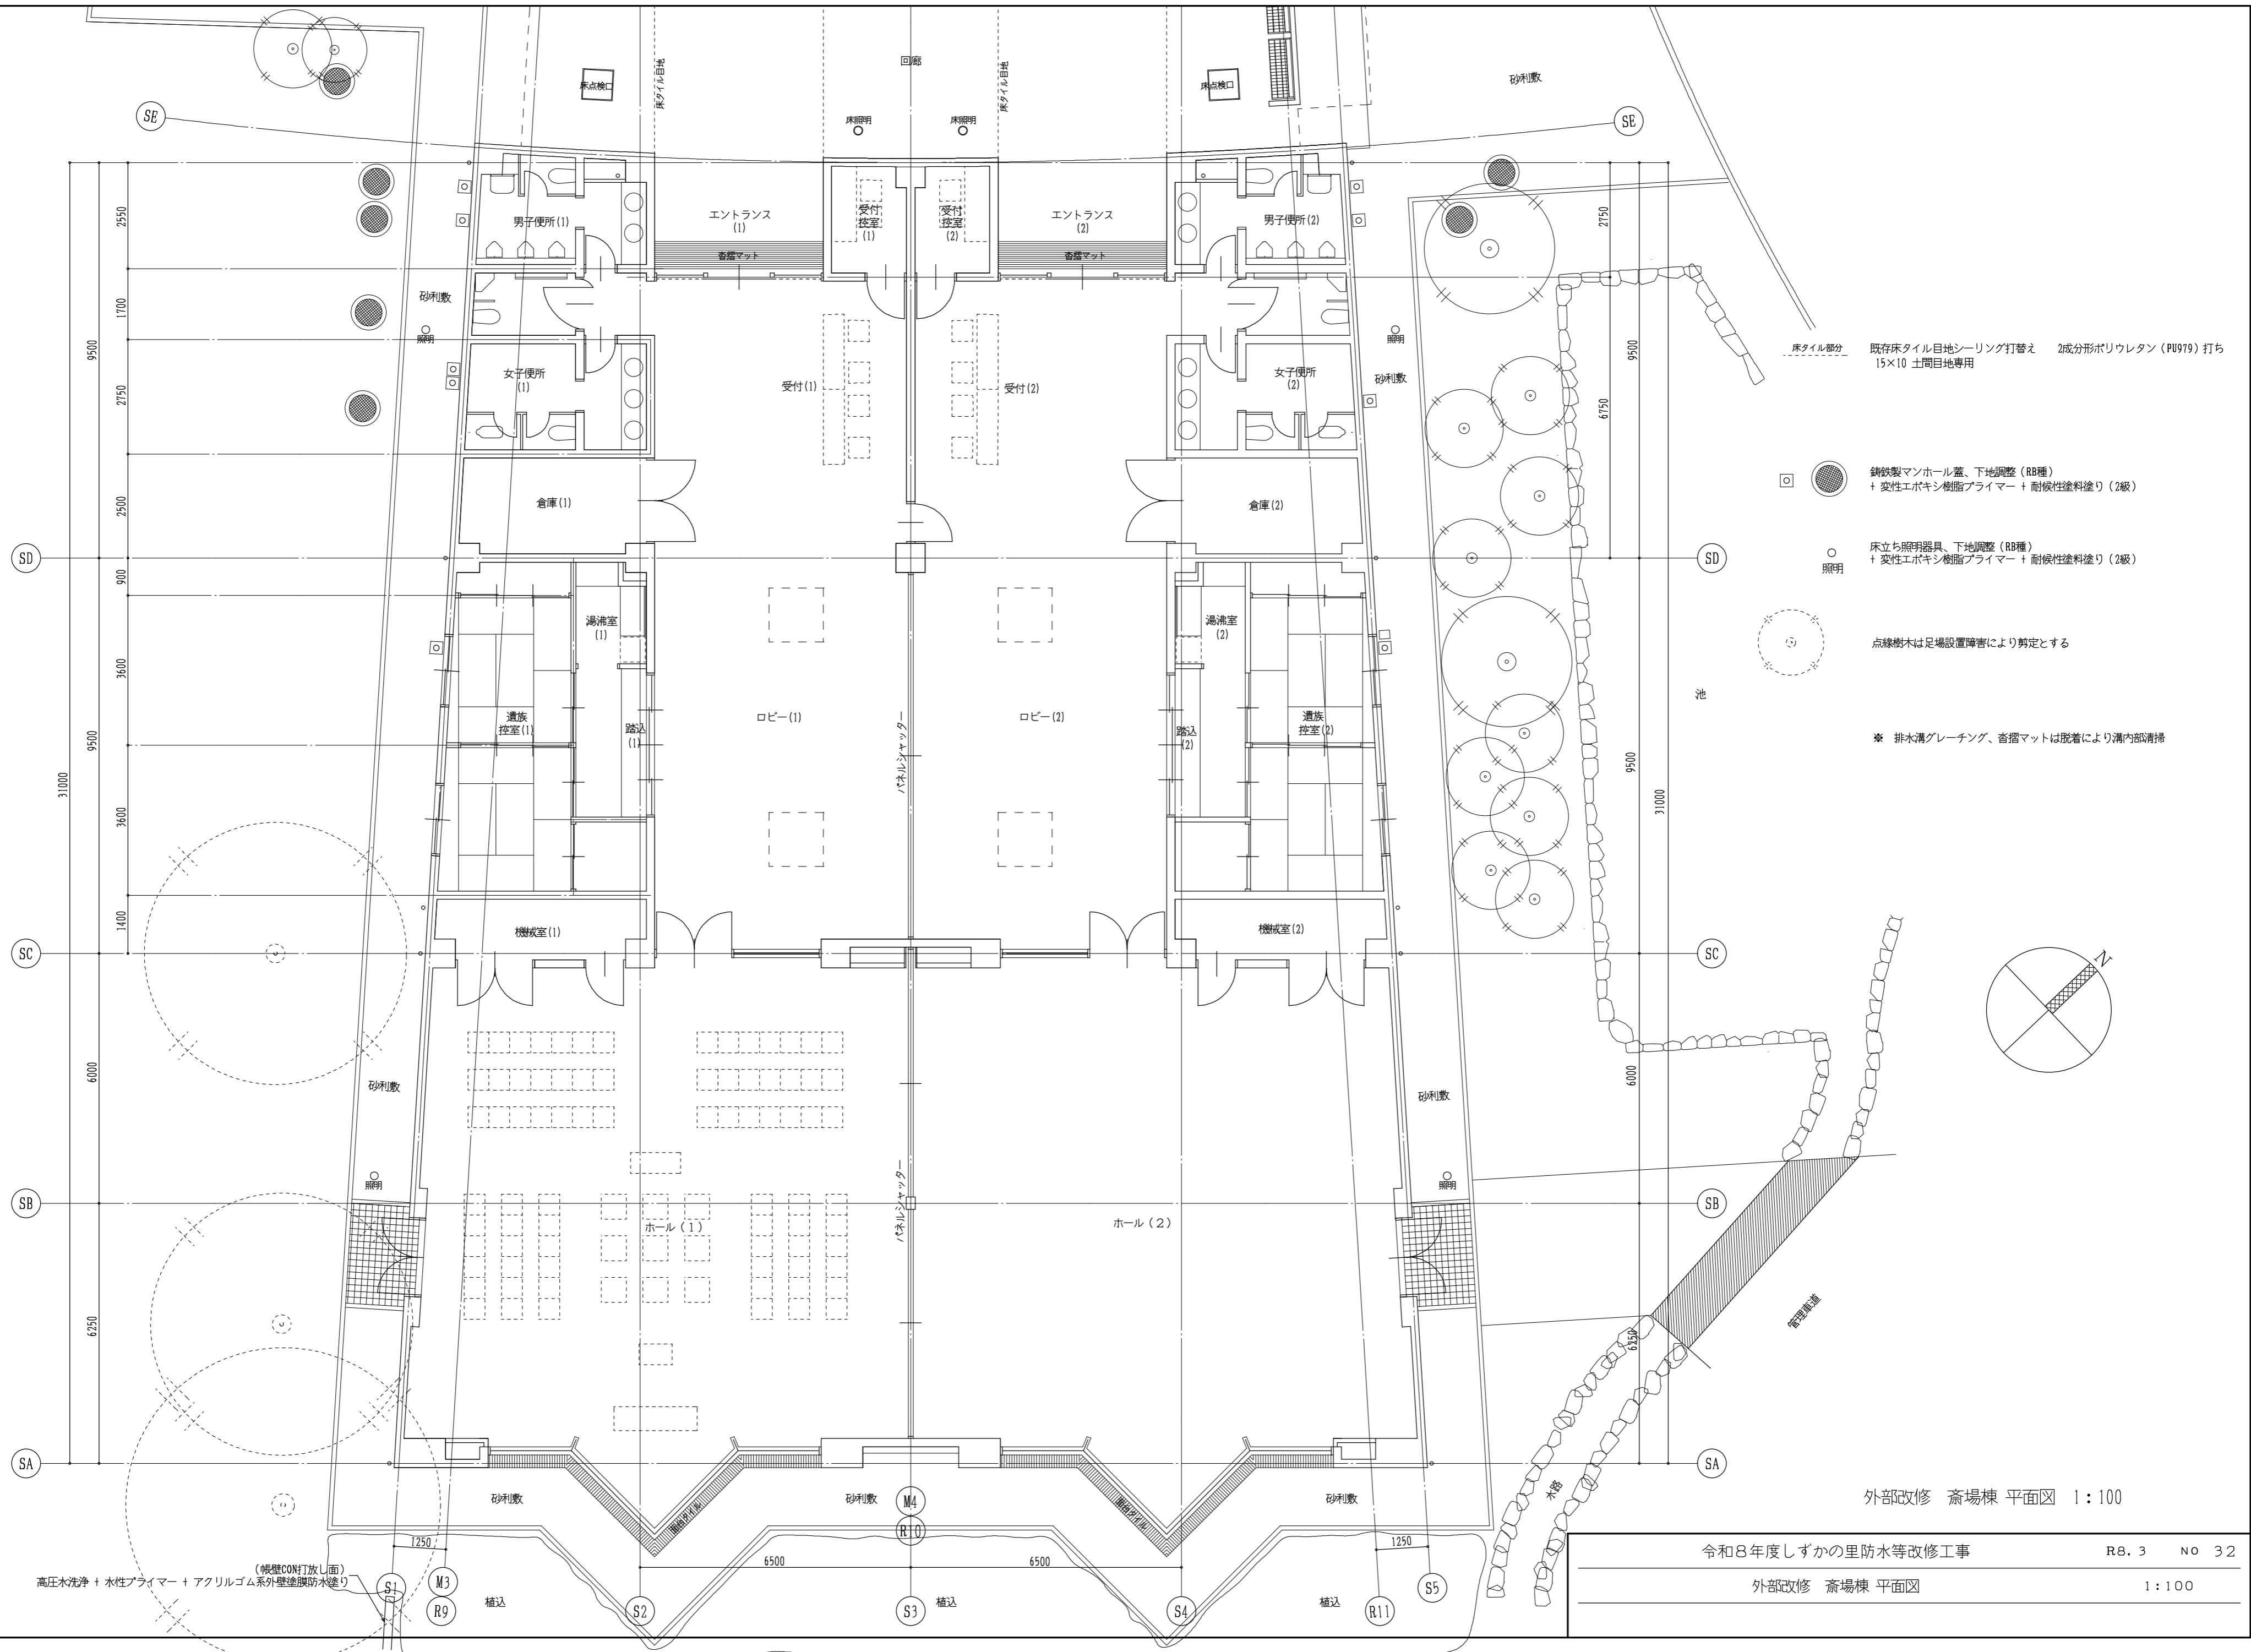 回廊
床点検口
床タイル目地
床タイル目地
床点検口
砂利敷
SE
床照明
床照明
SE
エントランス
(1)
受付
控室
(1)
受付
控室
(2)
エントランス
(2)
男子便所(1)
男子便所(2)
沓摺マット
沓摺マット
2550
2750
砂利敷
1700
照明
照明
9500
9500
床タイル部分
既存床タイル目地シーリング打替え　2成分形ポリウレタン（PU979）打ち
15×10 土間目地専用
女子便所
(1)
受付(1)
受付(2)
女子便所
(2)
砂利敷
2750
6750
鋳鉄製マンホール蓋、下地調整（RB種）
+ 変性エポキシ樹脂プライマー + 耐候性塗料塗り（2級）
倉庫(1)
倉庫(2)
2500
SD
SD
床立ち照明器具、下地調整（RB種）
+ 変性エポキシ樹脂プライマー + 耐候性塗料塗り（2級）
照明
900
湯沸室
(1)
湯沸室
(2)
点線樹木は足場設置障害により剪定とする
3600
池
遺族
控室(1)
踏込
(1)
ロビー(1)
パネルシャッター
ロビー(2)
踏込
(2)
遺族
控室(2)
9500
9500
※　排水溝グレーチング、沓摺マットは脱着により溝内部清掃
31000
31000
3600
1400
機械室(1)
機械室(2)
SC
SC
N
6000
6000
砂利敷
砂利敷
照明
照明
パネルシャッター
SB
SB
ホール（１）
ホール（２）
管理車道
6250
6250
SA
SA
砂利敷
面台タイル
砂利敷
M4
R10
面台タイル
砂利敷
水路
外部改修　斎場棟 平面図　1：100
1250
6500
6500
1250
（帳壁CON打放し面）
高圧水洗浄 + 水性プライマー + アクリルゴム系外壁塗膜防水塗り
S1
M3
R9
植込
S2
S3
植込
S4
植込
R11
S5
令和８年度しずかの里防水等改修工事
R8.3
NO 32
外部改修　斎場棟 平面図
1：100